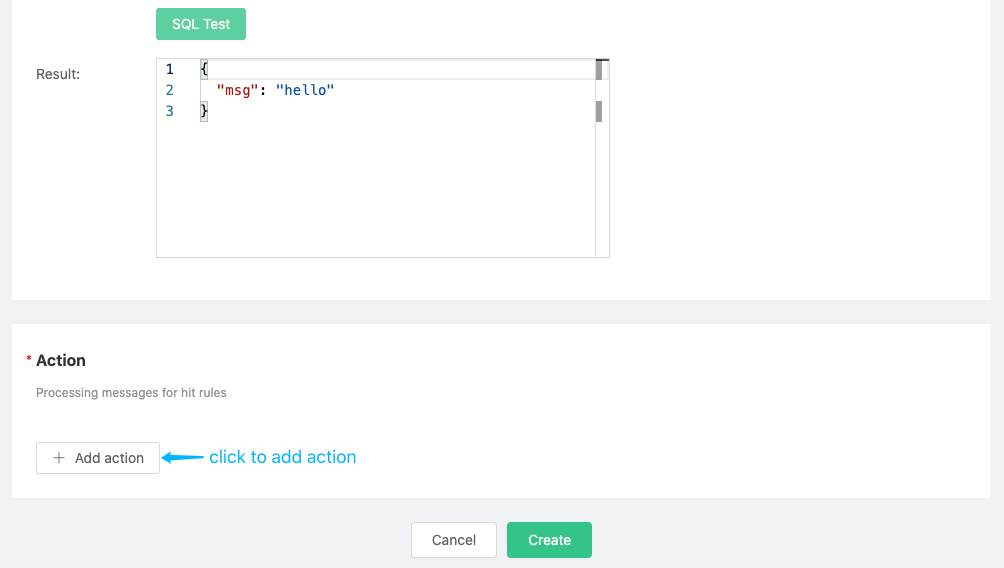 SQL Test
Result:
1 {
2 "msg": "hello"
3 }
* Action
Processing messages for hit rules
+ Add action
click to add action
Cancel
Create